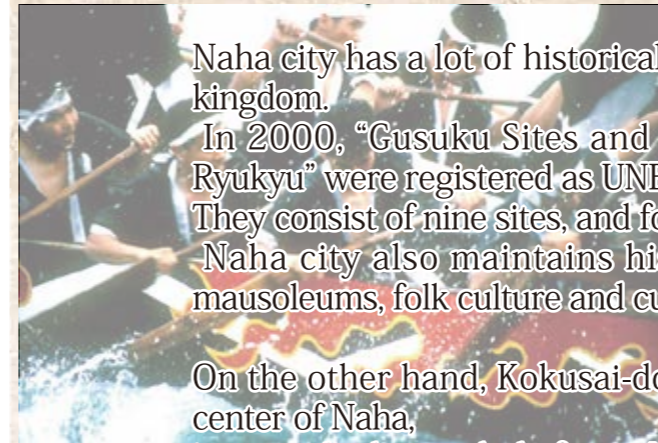 Naha city has a lot of historical
kingdom.
In 2000, “Gusuku Sites and
Ryukyu” were registered as UNE
They consist of nine sites, and fo
Naha city also maintains his
mausoleums, folk culture and cu
On the other hand, Kokusai-do
center of Naha,